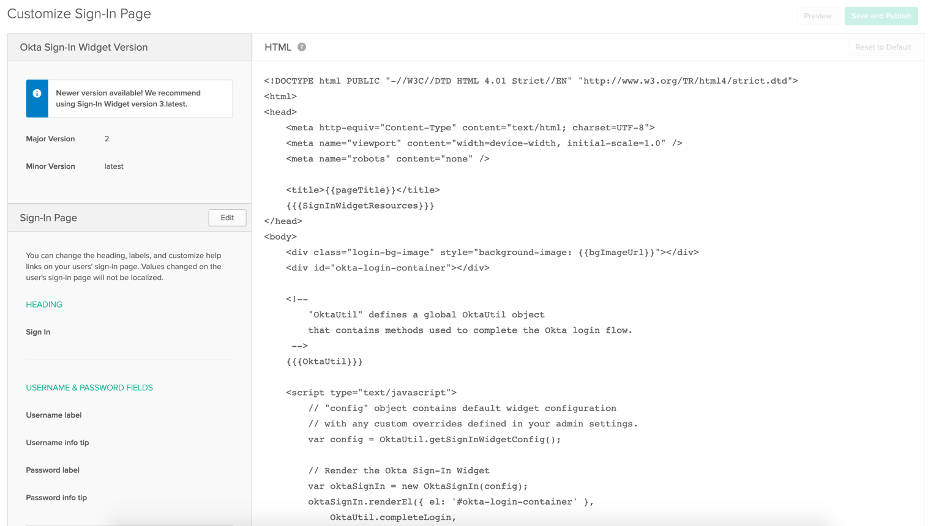 Customize Sign-In Page
Preview
Save and Publish
Okta Sign-In Widget Version
Newer version available! We recommend
using Sign-In Widget version 3.latest.
Major Version 2
Minor Version latest
Sign-In Page
Edit
You can change the heading, labels, and customize help
links on your users' sign-in page. Values changed on the
user's sign-in page will not be localized.
HEADING
Sign In
USERNAME & PASSWORD FIELDS
Username label
Username info tip
Password label
Password info tip
HTML ?
Reset to Default
<!DOCTYPE html PUBLIC "-//W3C//DTD HTML 4.01 Strict//EN" "http://www.w3.org/TR/html4/strict.dtd">
<html>
<head>
    <meta http-equiv="Content-Type" content="text/html; charset=UTF-8">
    <meta name="viewport" content="width=device-width, initial-scale=1.0" />
    <meta name="robots" content="none" />
    <title>{{pageTitle}}</title>
    {{{SignInWidgetResources}}}
</head>
<body>
    <div class="login-bg-image" style="background-image: {{bgImageUrl}}"></div>
    <div id="okta-login-container"></div>
    <!--
        "OktaUtil" defines a global OktaUtil object
        that contains methods used to complete the Okta login flow.
     -->
    {{{OktaUtil}}}
    <script type="text/javascript">
        // "config" object contains default widget configuration
        // with any custom overrides defined in your admin settings.
        var config = OktaUtil.getSignInWidgetConfig();
        // Render the Okta Sign-In Widget
        var oktaSignIn = new OktaSignIn(config);
        oktaSignIn.renderEl({ el: '#okta-login-container' },
            OktaUtil.completeLogin,